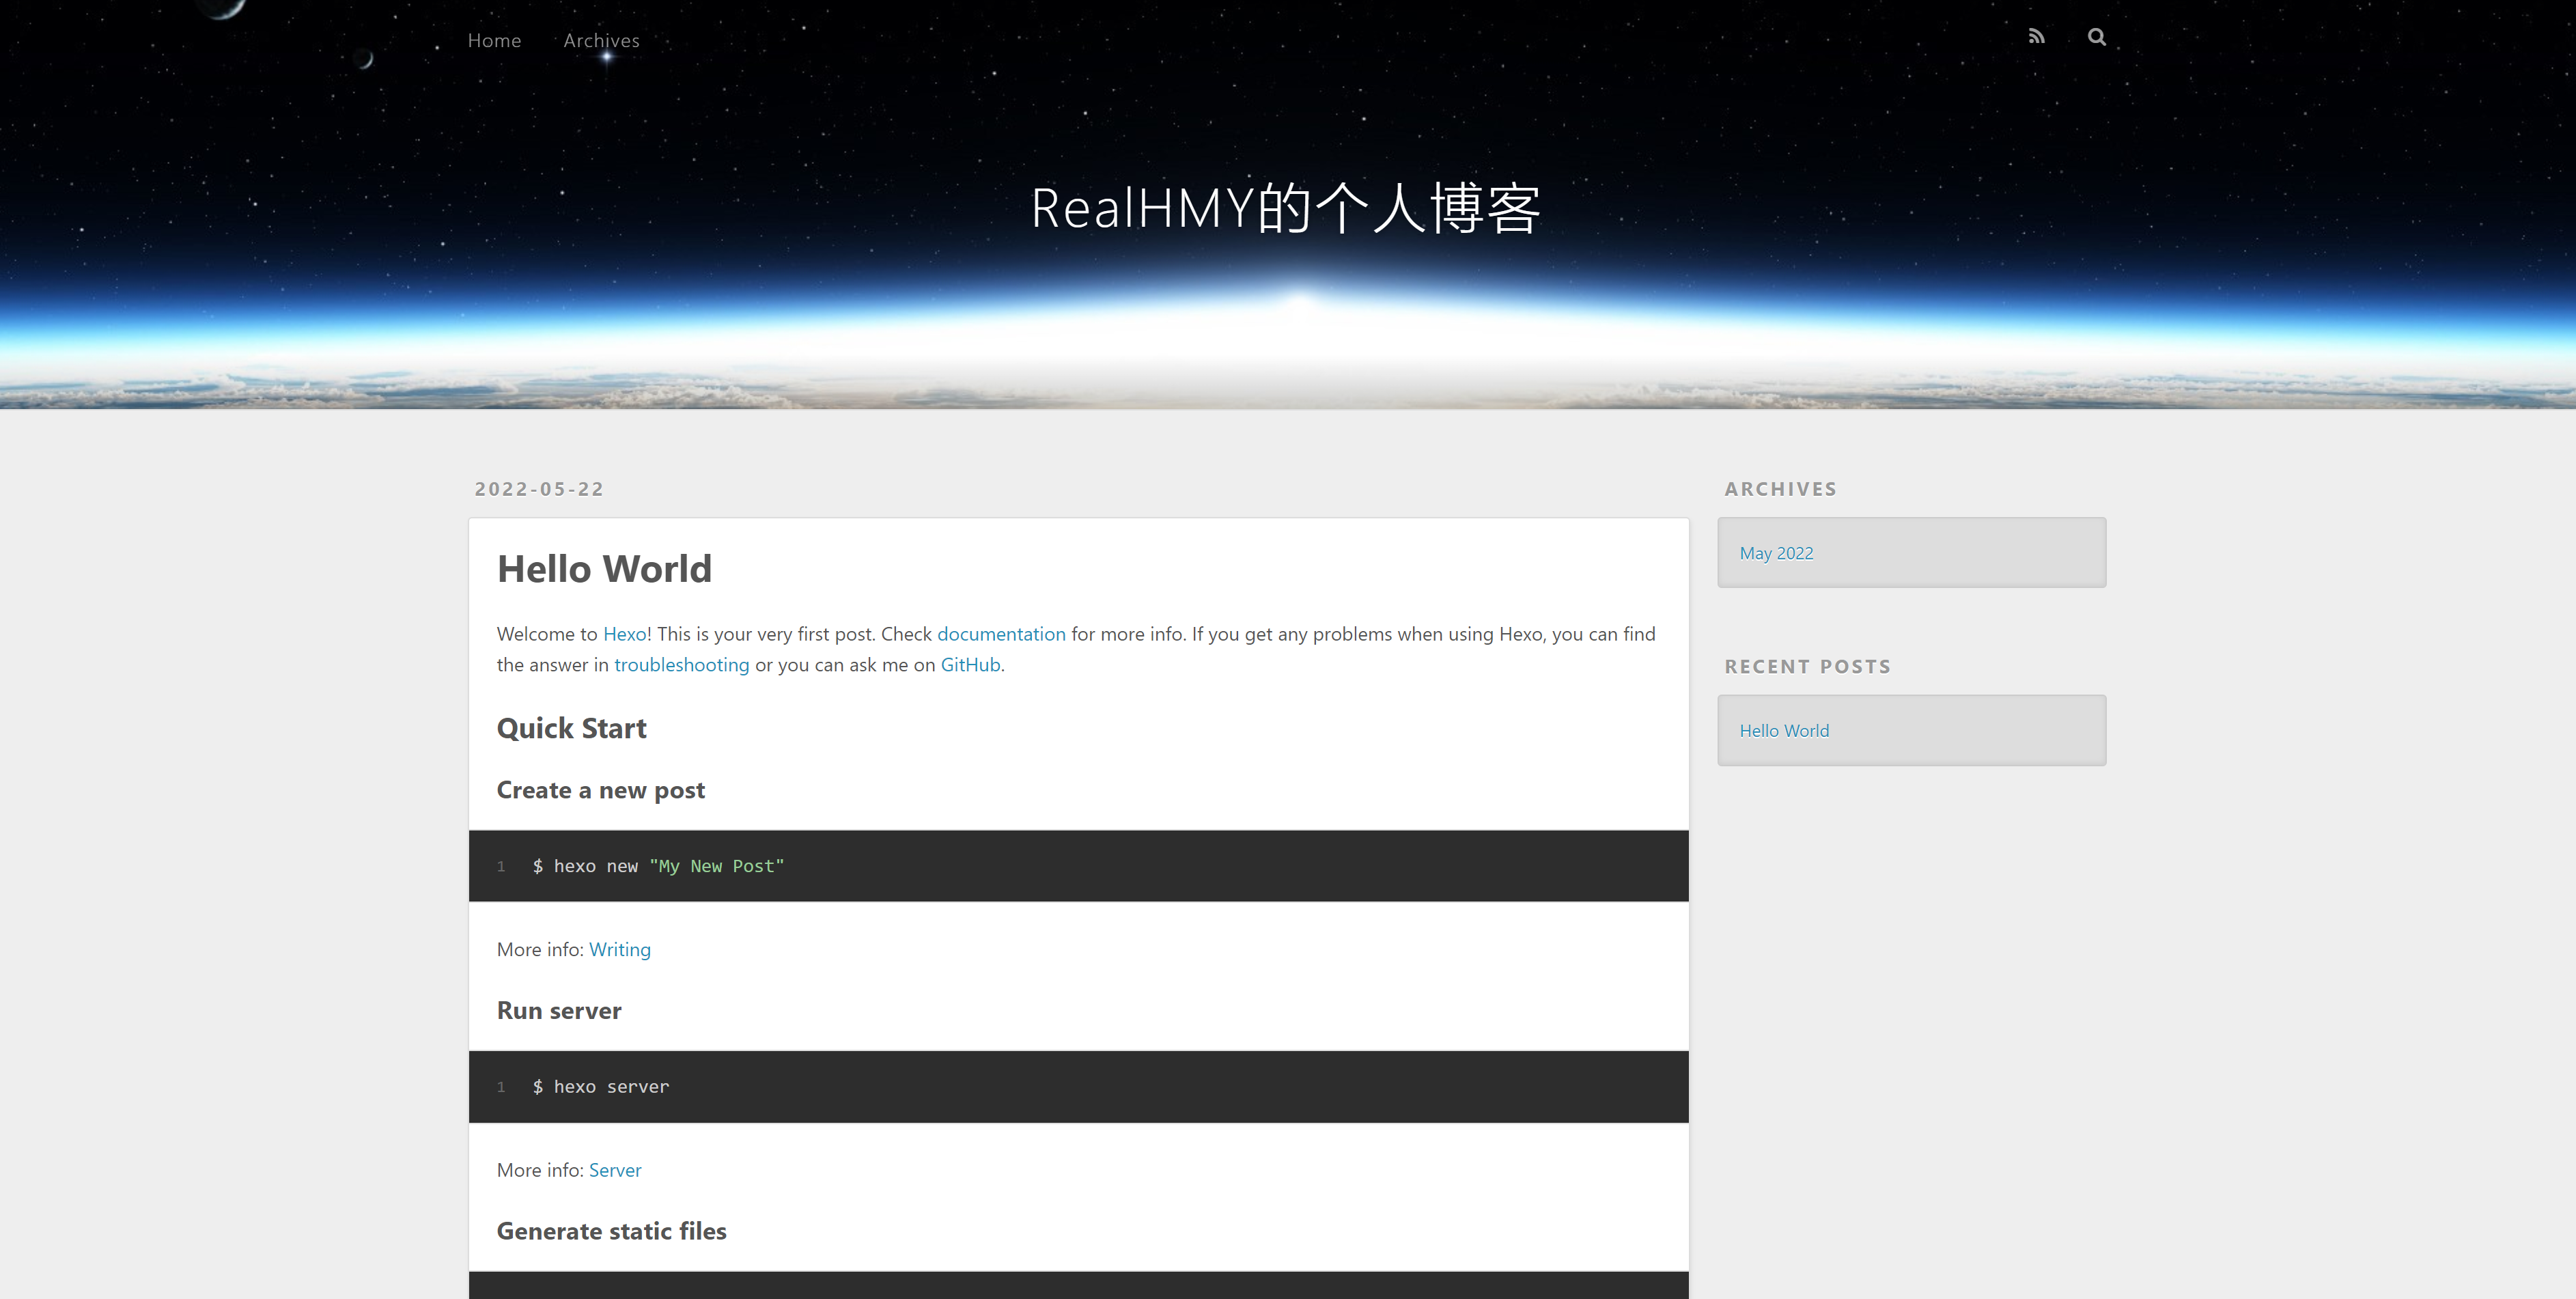 Home Archives
RealHMY的个人博客
2022-05-22
Hello World
Welcome to Hexo! This is your very first post. Check documentation for more info. If you get any problems when using Hexo, you can find
the answer in troubleshooting or you can ask me on GitHub.
Quick Start
Create a new post
1 $ hexo new "My New Post"
More info: Writing
Run server
1 $ hexo server
More info: Server
Generate static files
ARCHIVES
May 2022
RECENT POSTS
Hello World